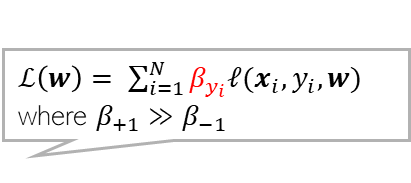 ℒ(𝒘) = ∑ᵢ₌₁ᴺ β_{yᵢ} ℓ(𝒙ᵢ, yᵢ, 𝒘)
where β₊₁ ≫ β₋₁